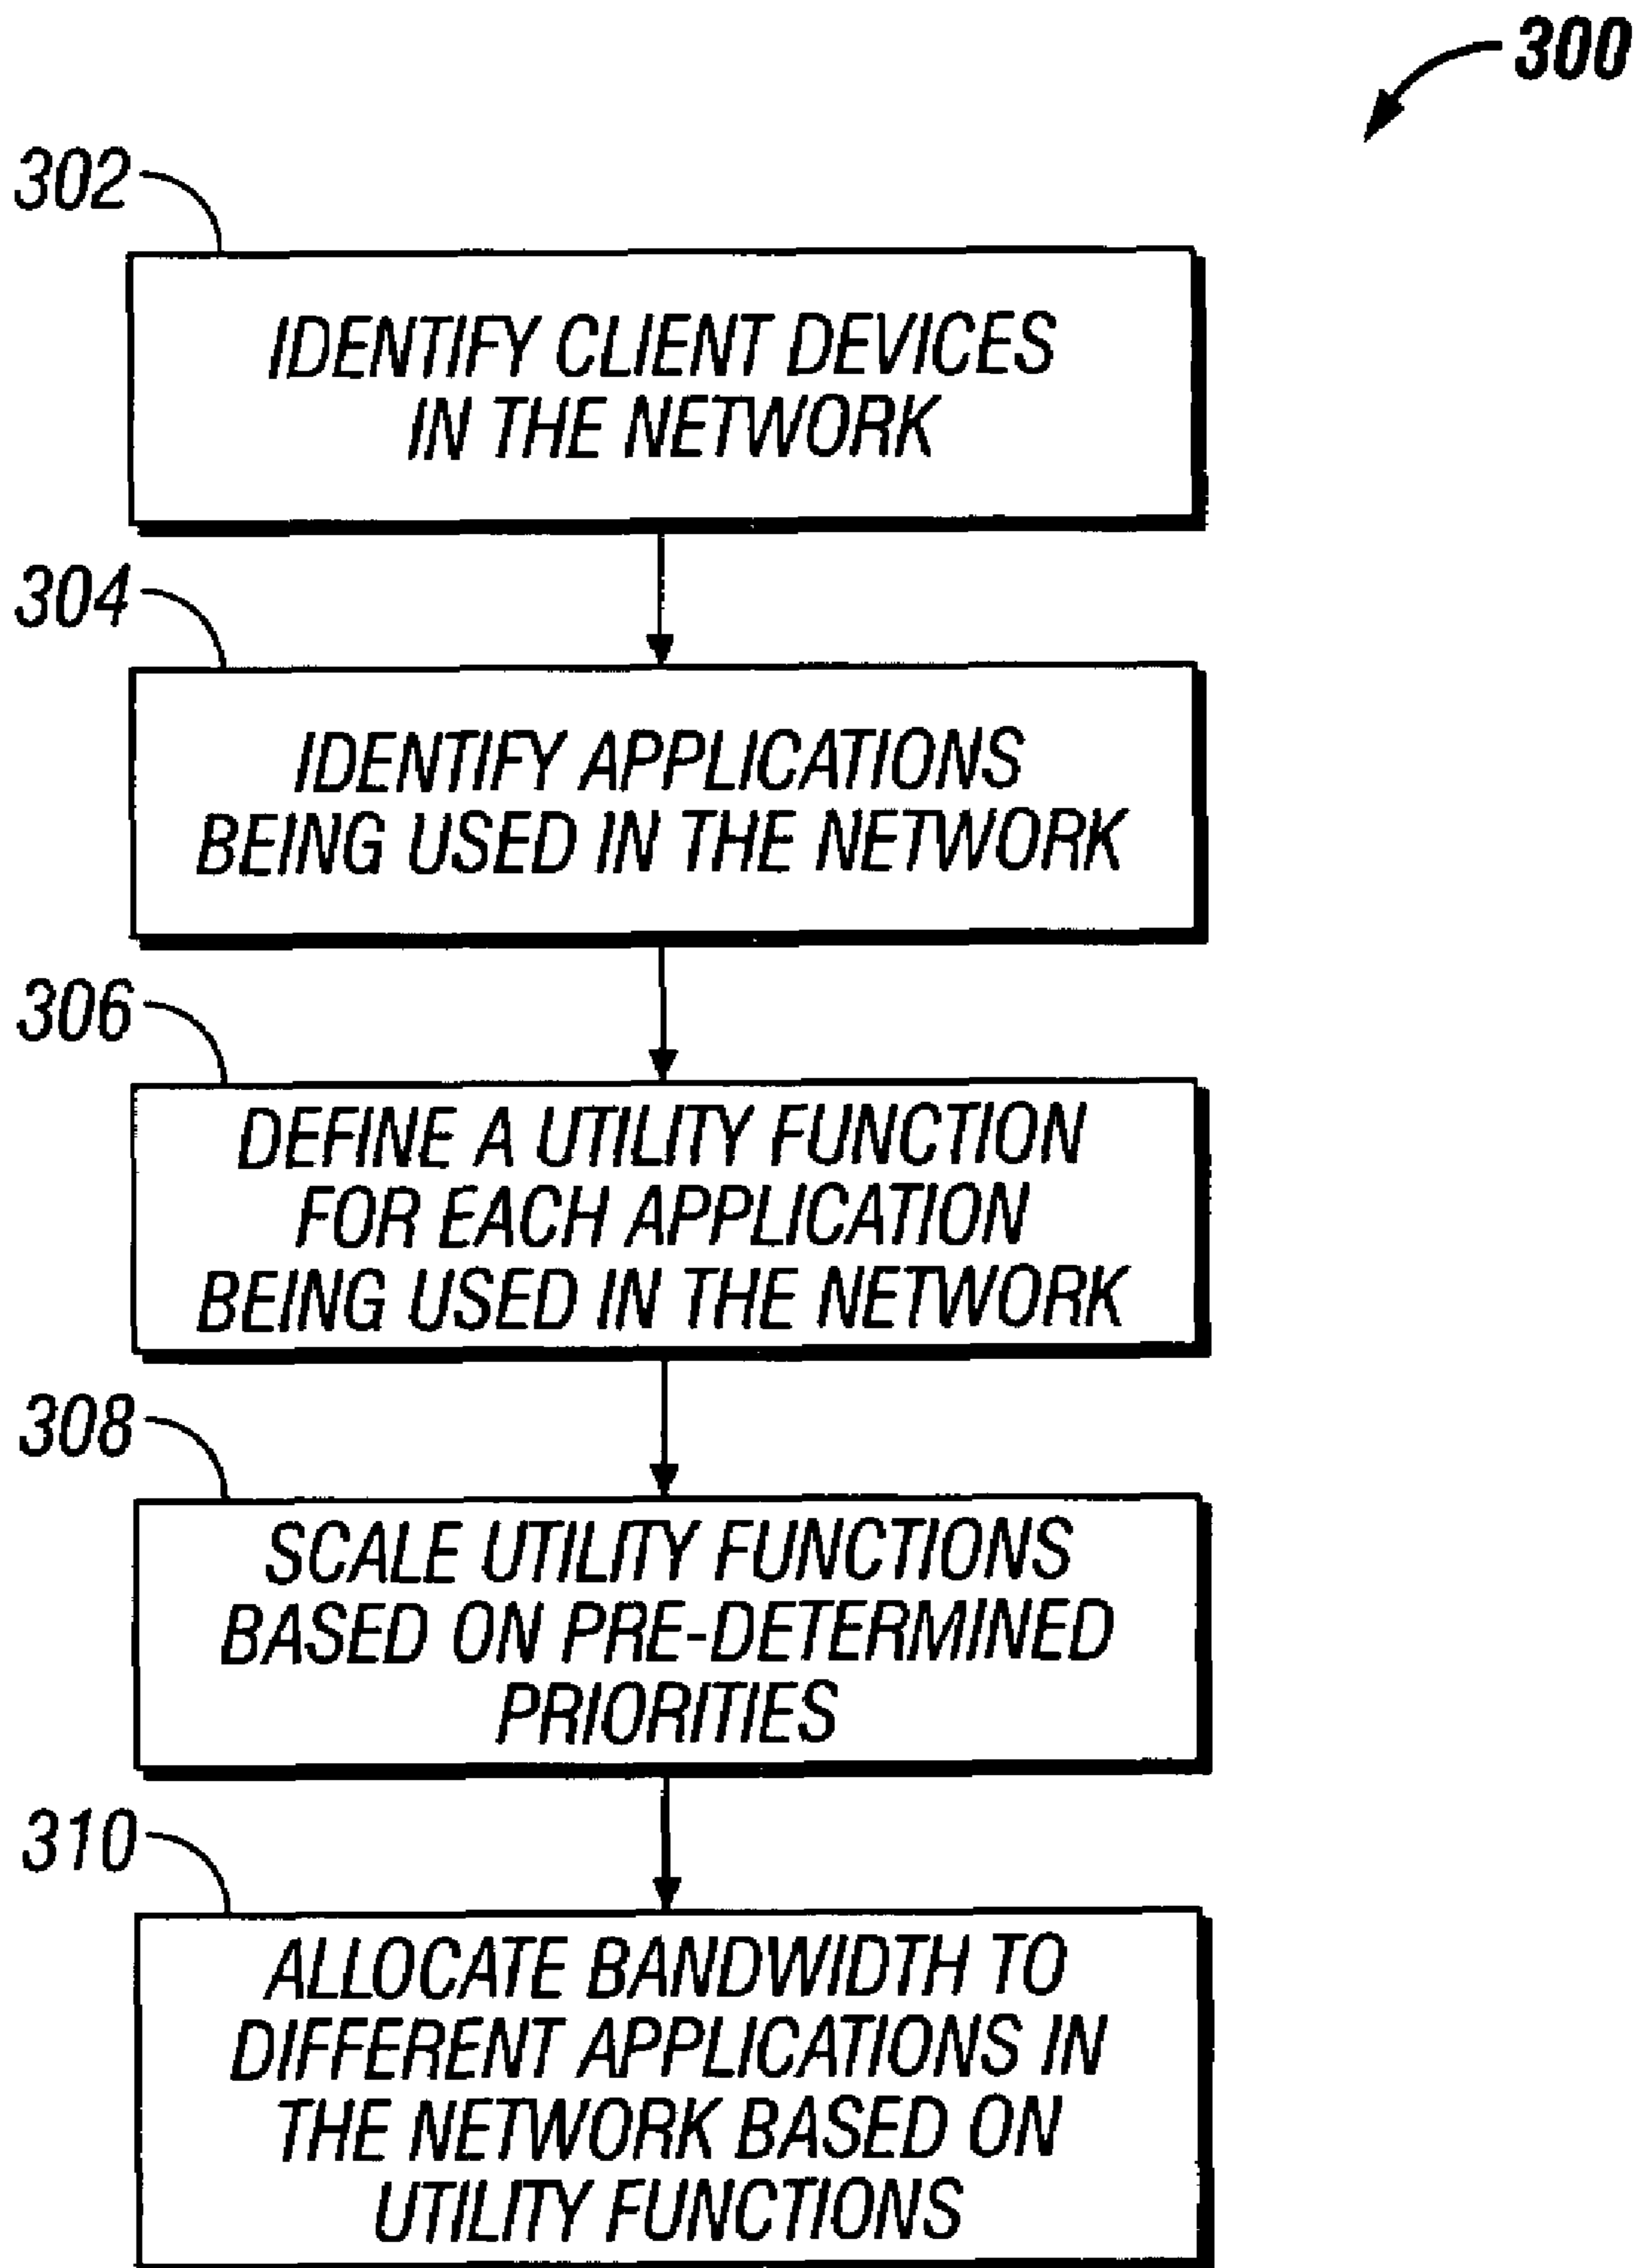 300
302
IDENTIFY CLIENT DEVICES
IN THE NETWORK
304
IDENTIFY APPLICATIONS
BEING USED IN THE NETWORK
306
DEFINE A UTILITY FUNCTION
FOR EACH APPLICATION
BEING USED IN THE NETWORK
308
SCALE UTILITY FUNCTIONS
BASED ON PRE-DETERMINED
PRIORITIES
310
ALLOCATE BANDWIDTH TO
DIFFERENT APPLICATIONS IN
THE NETWORK BASED ON
UTILITY FUNCTIONS